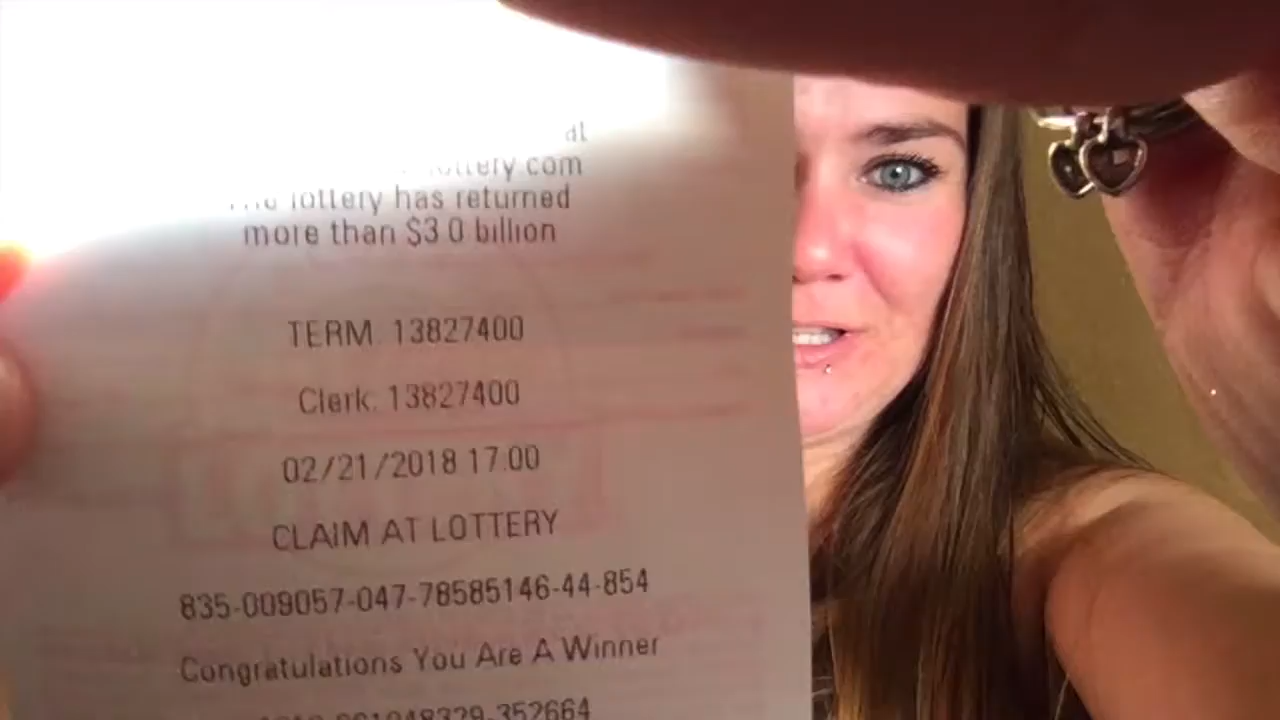 at
lottery com
lottery has returned
more than $3 0 billion
TERM. 13827400
Clerk: 13827400
02/21/2018 17:00
CLAIM AT LOTTERY
835-009057-047-78585146-44-854
Congratulations You Are A Winner